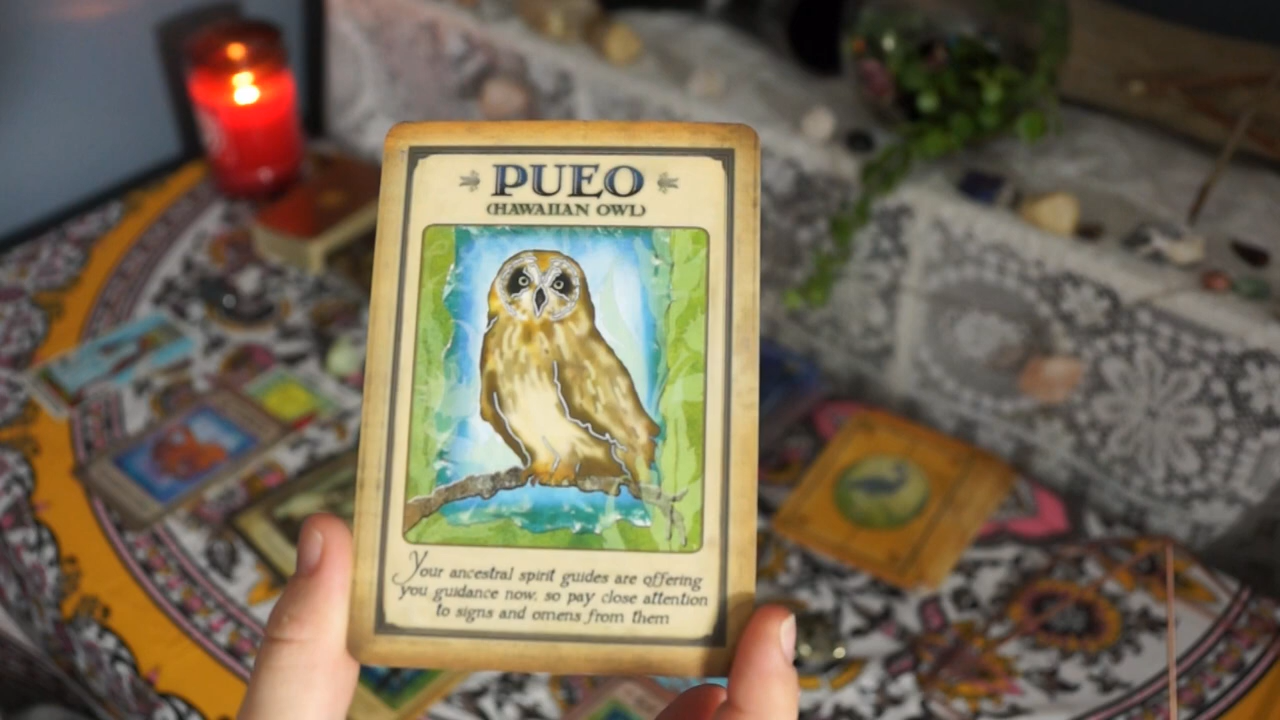 PUEO
(HAWAIIAN OWL)
Your ancestral spirit guides are offering
you guidance now, so pay close attention
to signs and omens from them